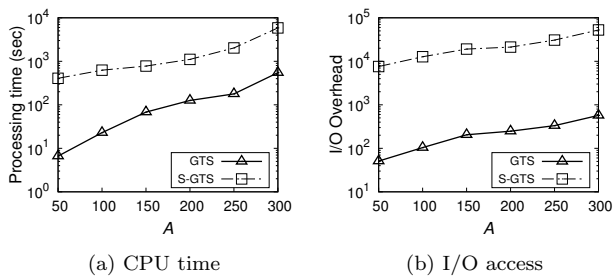 Processing time (sec)
10^4
10^3
10^2
10^1
10^0
GTS
S-GTS
50 100 150 200 250 300
A
(a) CPU time
I/O Overhead
10^5
10^4
10^3
10^2
10^1
GTS
S-GTS
50 100 150 200 250 300
A
(b) I/O access